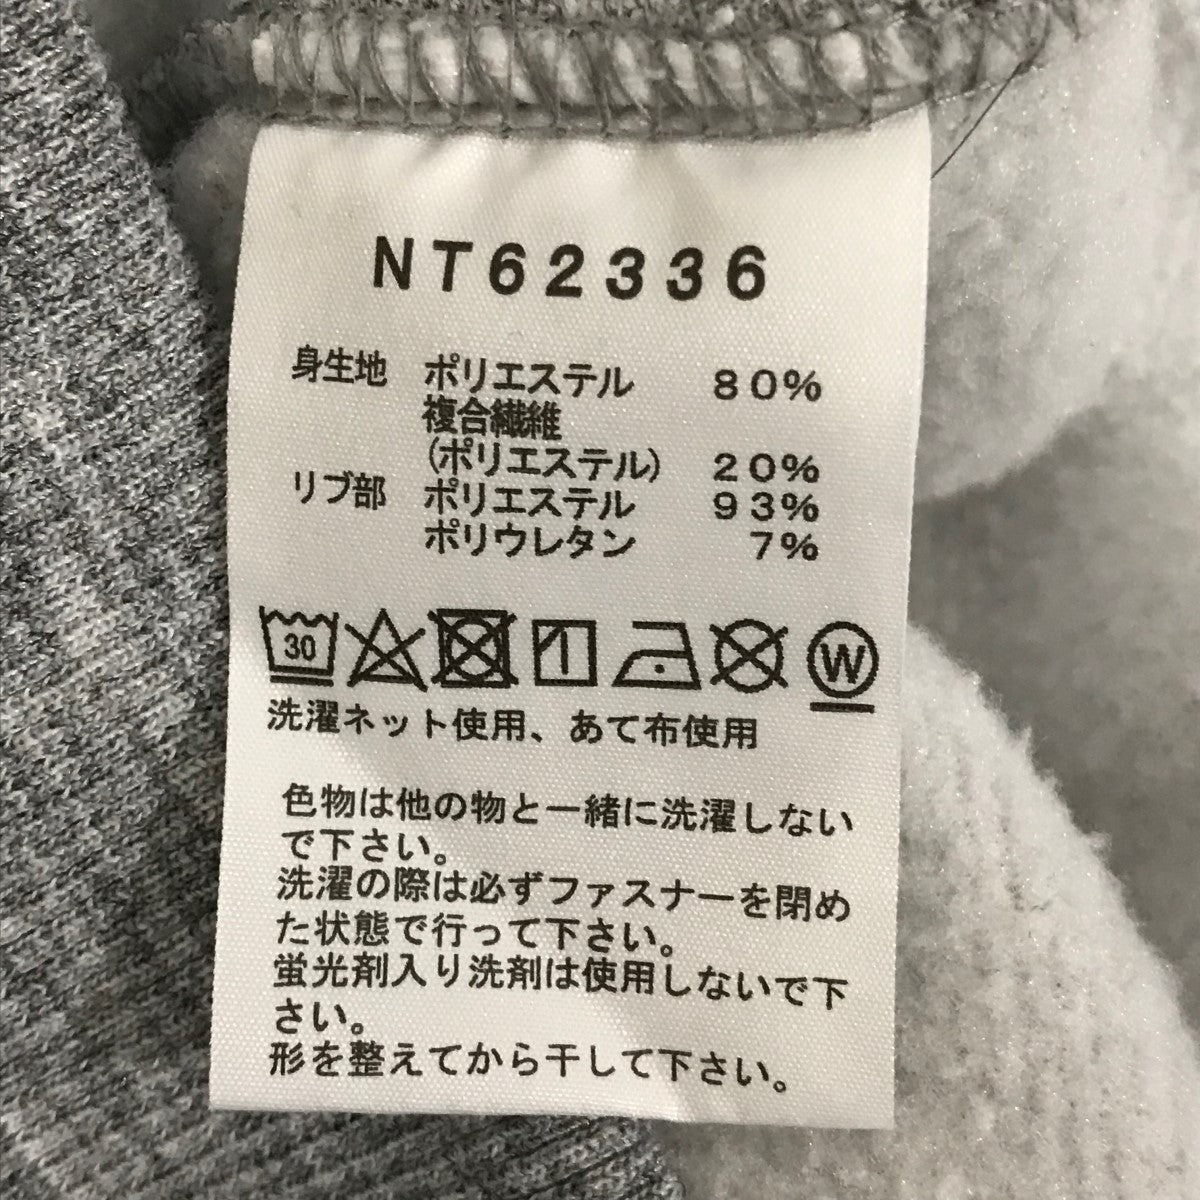 NT62336
身生地 ポリエステル 80%
複合繊維
(ポリエステル) 20%
リブ部 ポリエステル 93%
ポリウレタン 7%
30 W
洗濯ネット使用、あて布使用
色物は他の物と一緒に洗濯しない
で下さい。
洗濯の際は必ずファスナーを閉め
た状態で行って下さい。
蛍光剤入り洗剤は使用しないで下
さい。
形を整えてから干して下さい。